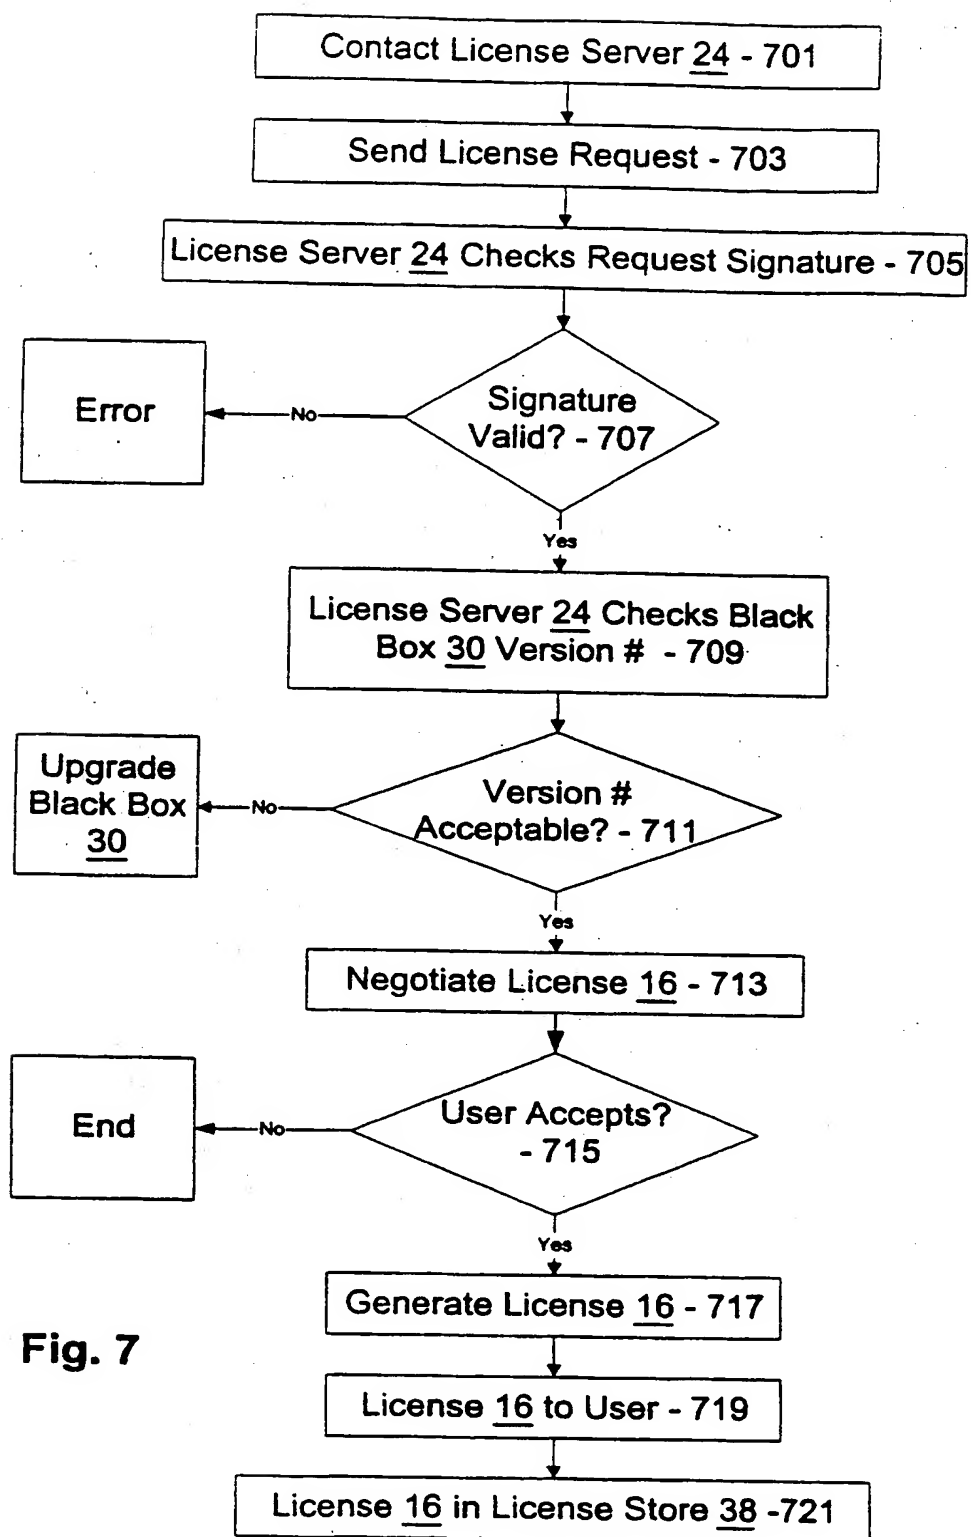 Contact License Server 24 - 701
Send License Request - 703
License Server 24 Checks Request Signature - 705
Signature
Valid? - 707
No
Error
Yes
License Server 24 Checks Black
Box 30 Version # - 709
Version #
Acceptable? - 711
No
Upgrade
Black Box
30
Yes
Negotiate License 16 - 713
User Accepts?
- 715
No
End
Yes
Generate License 16 - 717
License 16 to User - 719
License 16 in License Store 38 -721
Fig. 7